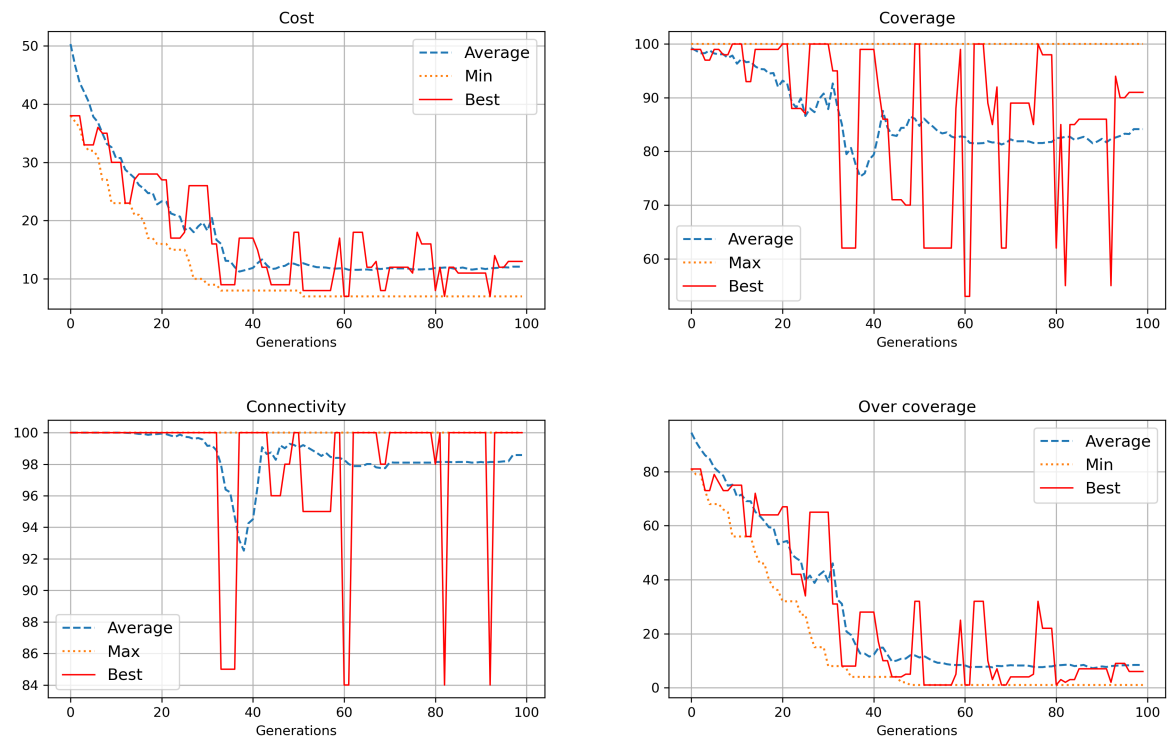 Cost
50
40
30
20
10
0 20 40 60 80 100
Generations
Average
Min
Best
Coverage
100
90
80
70
60
0 20 40 60 80 100
Generations
Average
Max
Best
Connectivity
100
98
96
94
92
90
88
86
84
0 20 40 60 80 100
Generations
Average
Max
Best
Over coverage
80
60
40
20
0
0 20 40 60 80 100
Generations
Average
Min
Best